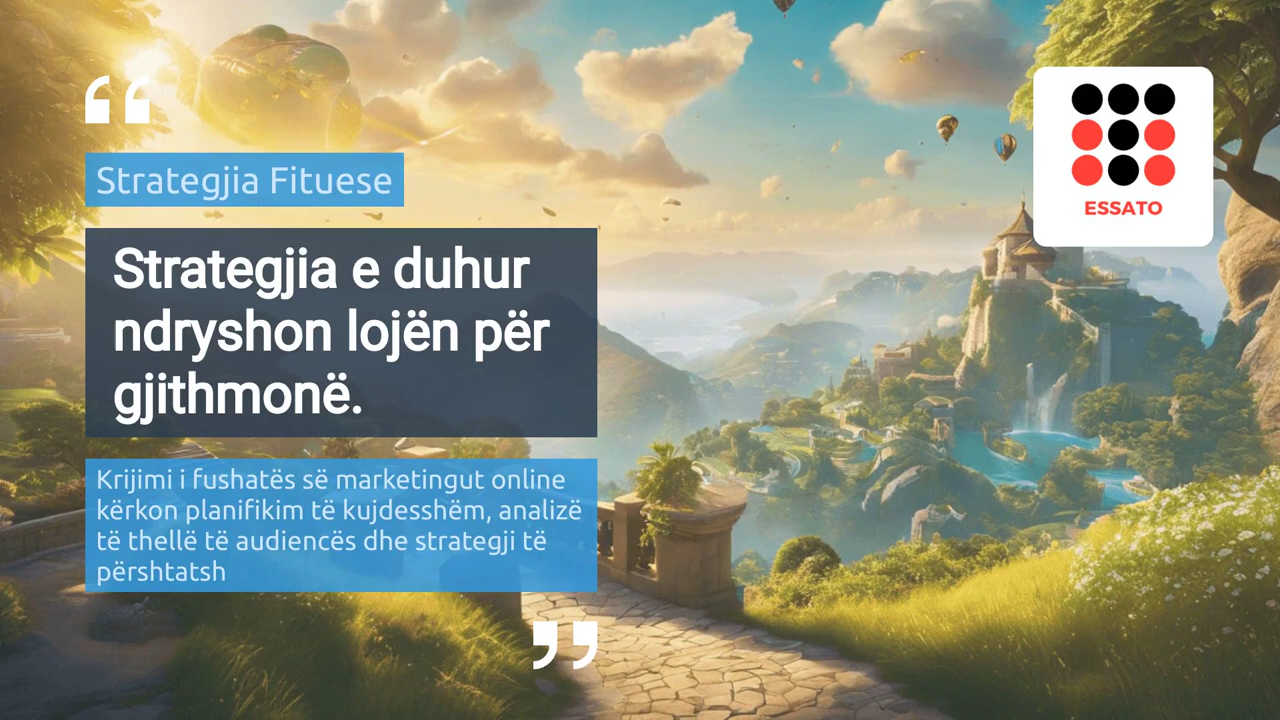 Strategjia Fituese
Strategjia e duhur
ndryshon lojën për
gjithmonë.
Krijimi i fushatës së marketingut online
kërkon planifikim të kujdesshëm, analizë
të thellë të audiencës dhe strategji të
përshtatsh
ESSATO